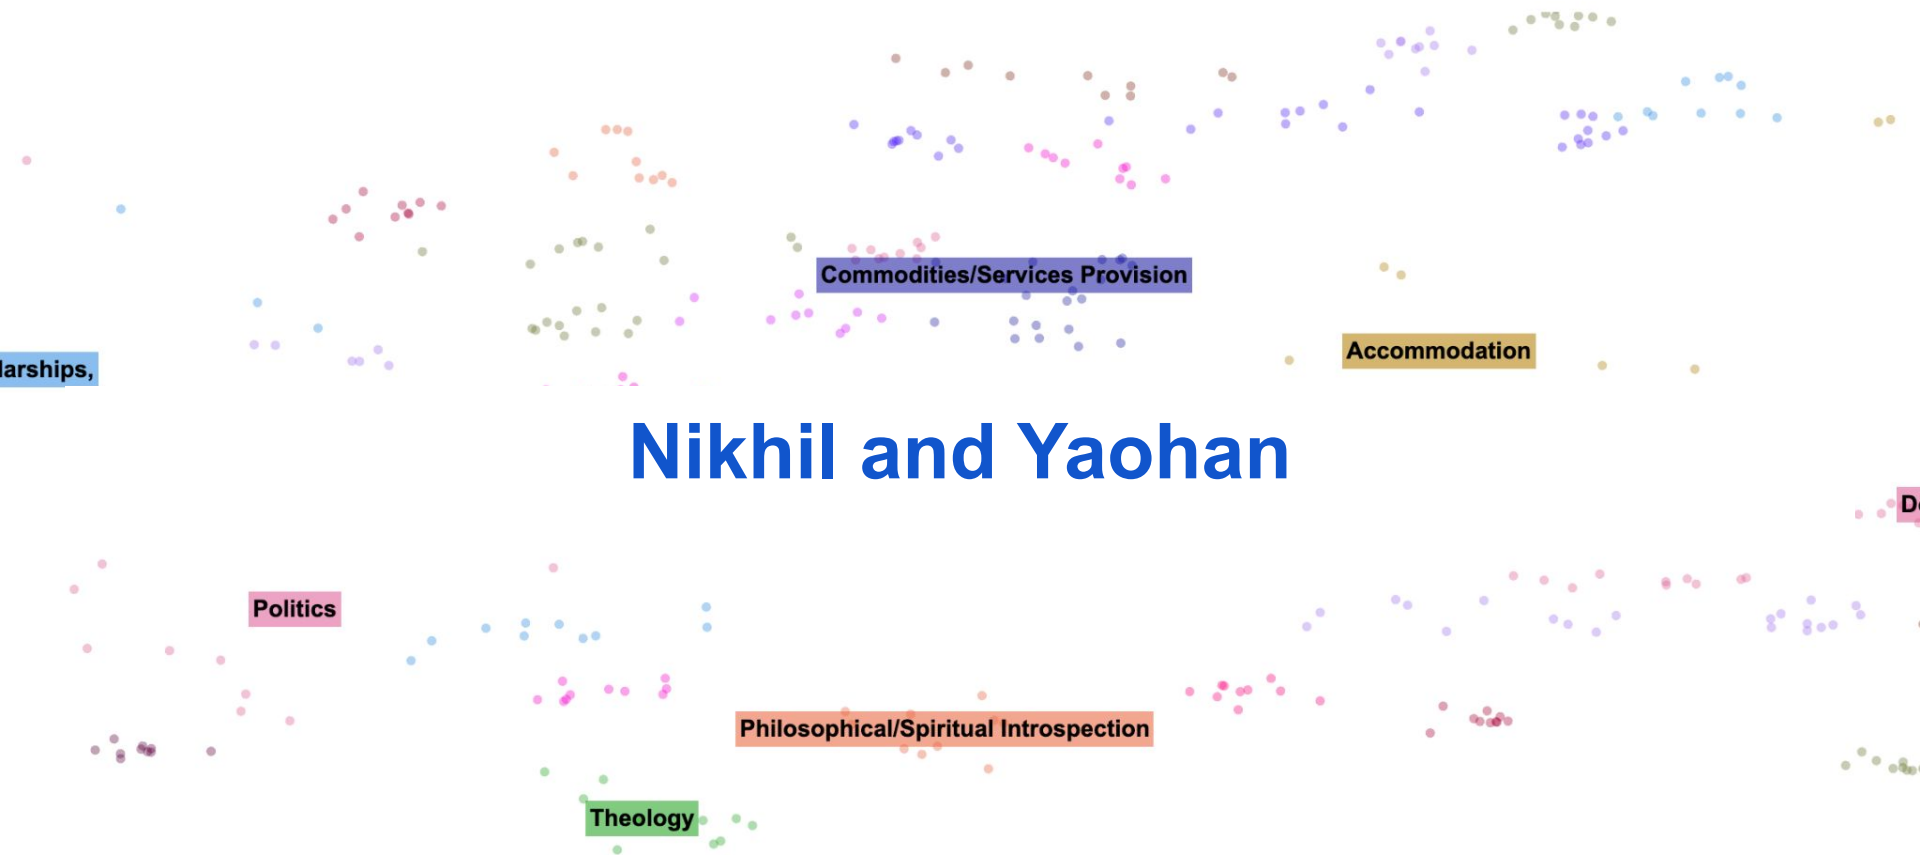 Commodities/Services Provision
Accommodation
larships,
Nikhil and Yaohan
Politics
Philosophical/Spiritual Introspection
Theology